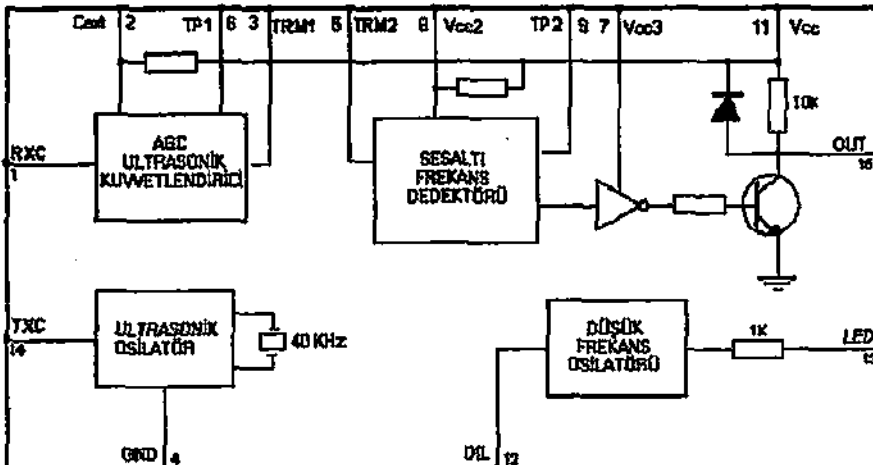 Cext 2 TP1 6 3 TRM1 5 TRM2 8 Vcc2 TP2 9 7 Vcc3 11 Vcc
10K
RXC
1
AGC
ULTRASONİK
KUVVETLENDİRİCİ
SESALTI
FREKANS
DEDEKTÖRÜ
OUT
TXC
14
ULTRASONİK
OSİLATÖR
40 KHz
DÜŞÜK
FREKANS
OSİLATÖRÜ
1K
LED
GND 4
DIL 12